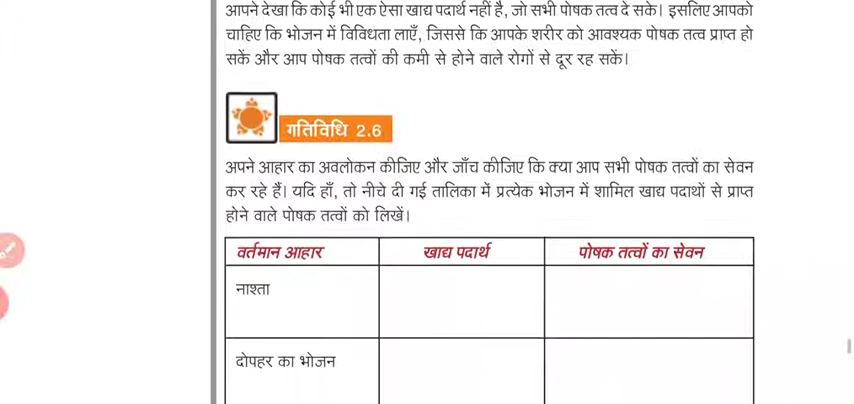 आपने देखा कि कोई भी एक ऐसा खाद्य पदार्थ नहीं है, जो सभी पोषक तत्व दे सके। इसलिए आपको
चाहिए कि भोजन में विविधता लाएँ, जिससे कि आपके शरीर को आवश्यक पोषक तत्व प्राप्त हो
सकें और आप पोषक तत्वों की कमी से होने वाले रोगों से दूर रह सकें।
गतिविधि 2.6
अपने आहार का अवलोकन कीजिए और जाँच कीजिए कि क्या आप सभी पोषक तत्वों का सेवन
कर रहे हैं। यदि हाँ, तो नीचे दी गई तालिका में प्रत्येक भोजन में शामिल खाद्य पदार्थों से प्राप्त
होने वाले पोषक तत्वों को लिखें।
वर्तमान आहार खाद्य पदार्थ पोषक तत्वों का सेवन
नाश्ता
दोपहर का भोजन